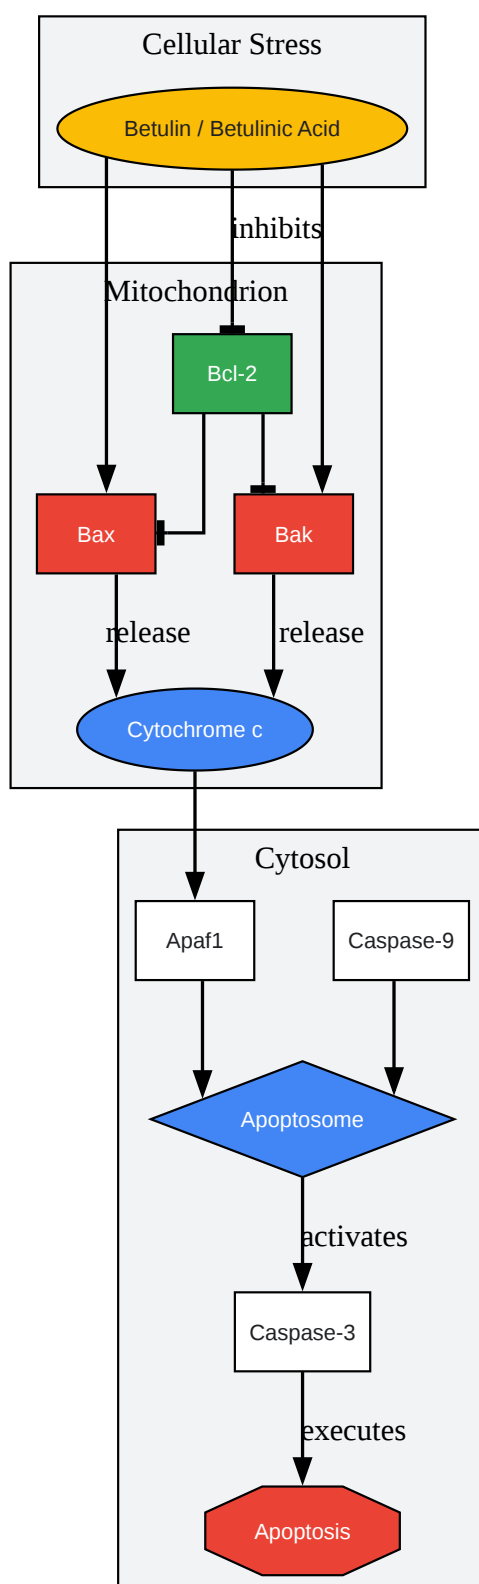 Cellular Stress
Betulin / Betulinic Acid
inhibits
Mitochondrion
Bcl-2
Bax
Bak
release
release
Cytochrome c
Cytosol
Apaf1
Caspase-9
Apoptosome
activates
Caspase-3
executes
Apoptosis